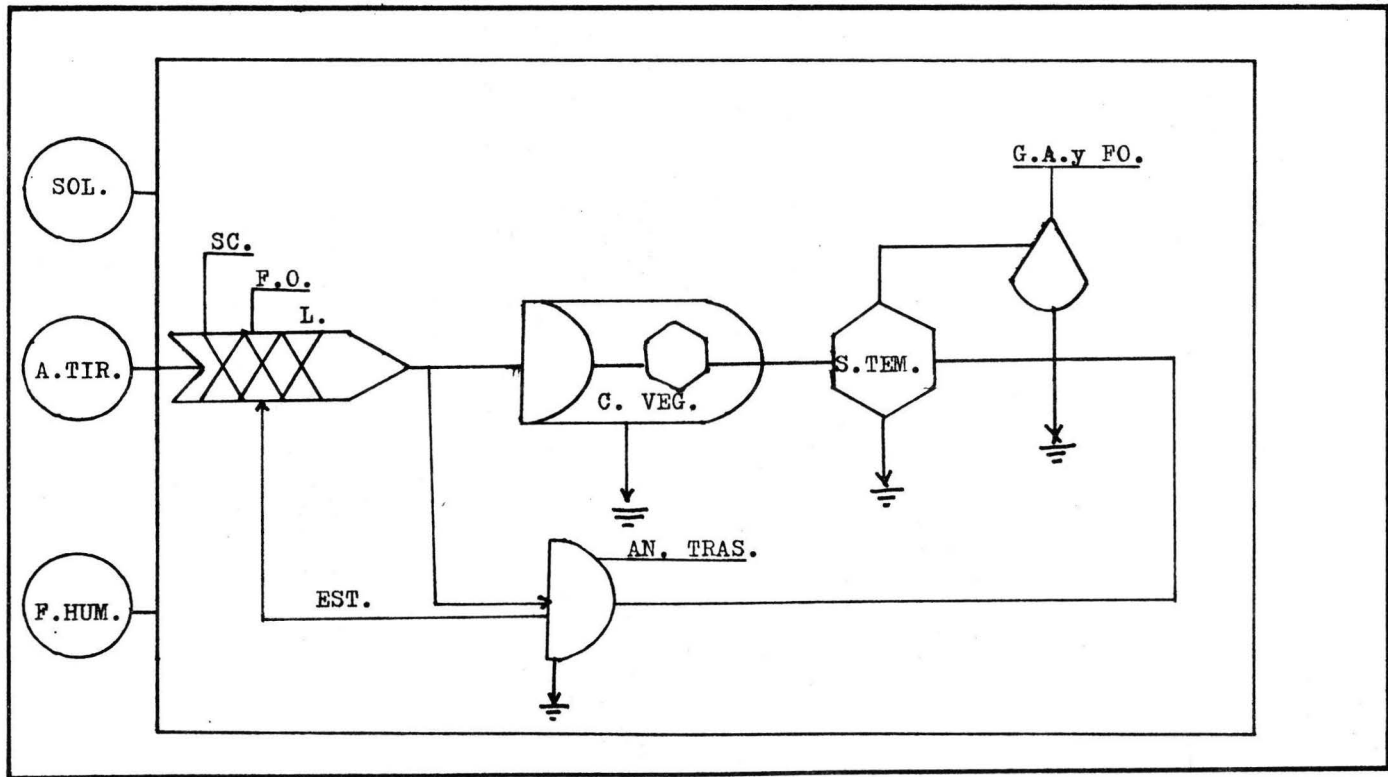 G.A.y FO.
SOL.
SC.
F.O.
L.
A.TIR.
S.TEM.
C. VEG.
AN. TRAS.
EST.
F.HUM.